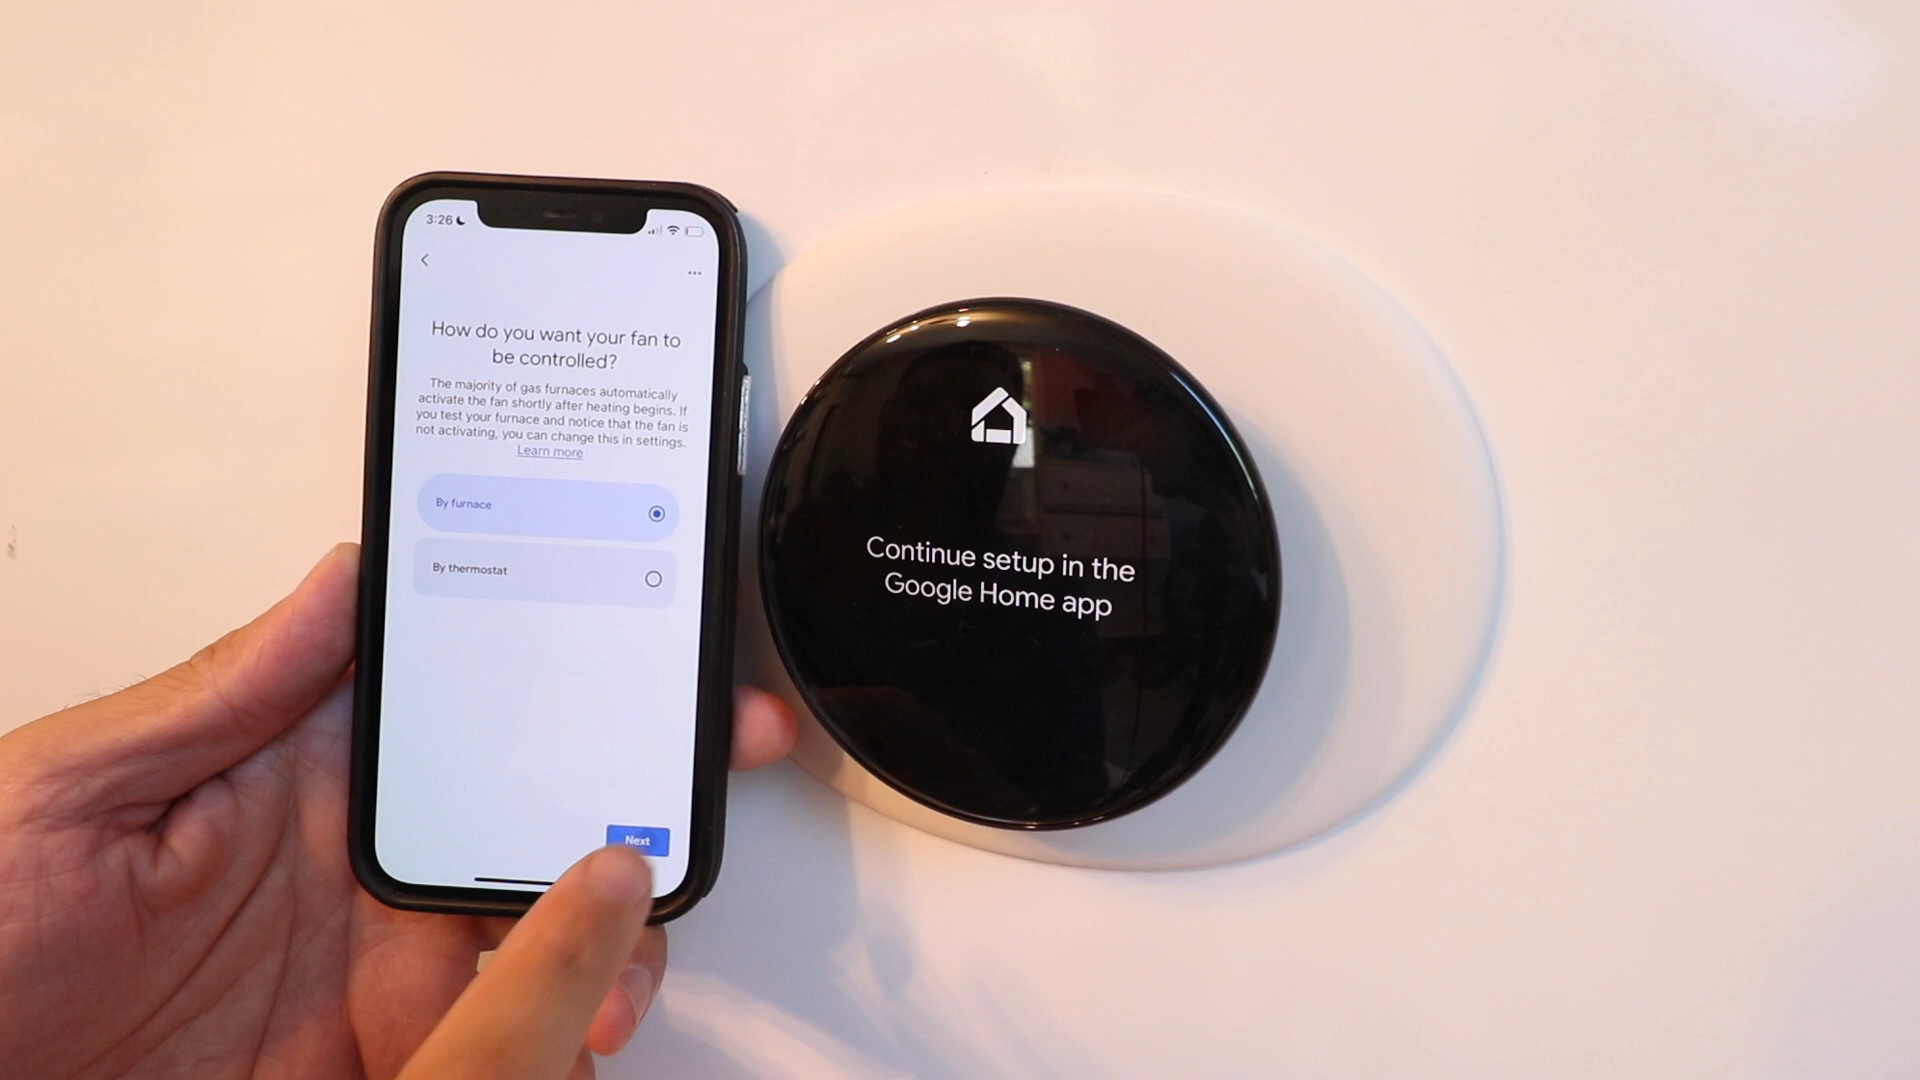 3:26
How do you want your fan to
be controlled?
The majority of gas furnaces automatically
activate the fan shortly after heating begins. If
you test your furnace and notice that the fan is
not activating, you can change this in settings.
Learn more
By furnace
By thermostat
Next
Continue setup in the
Google Home app